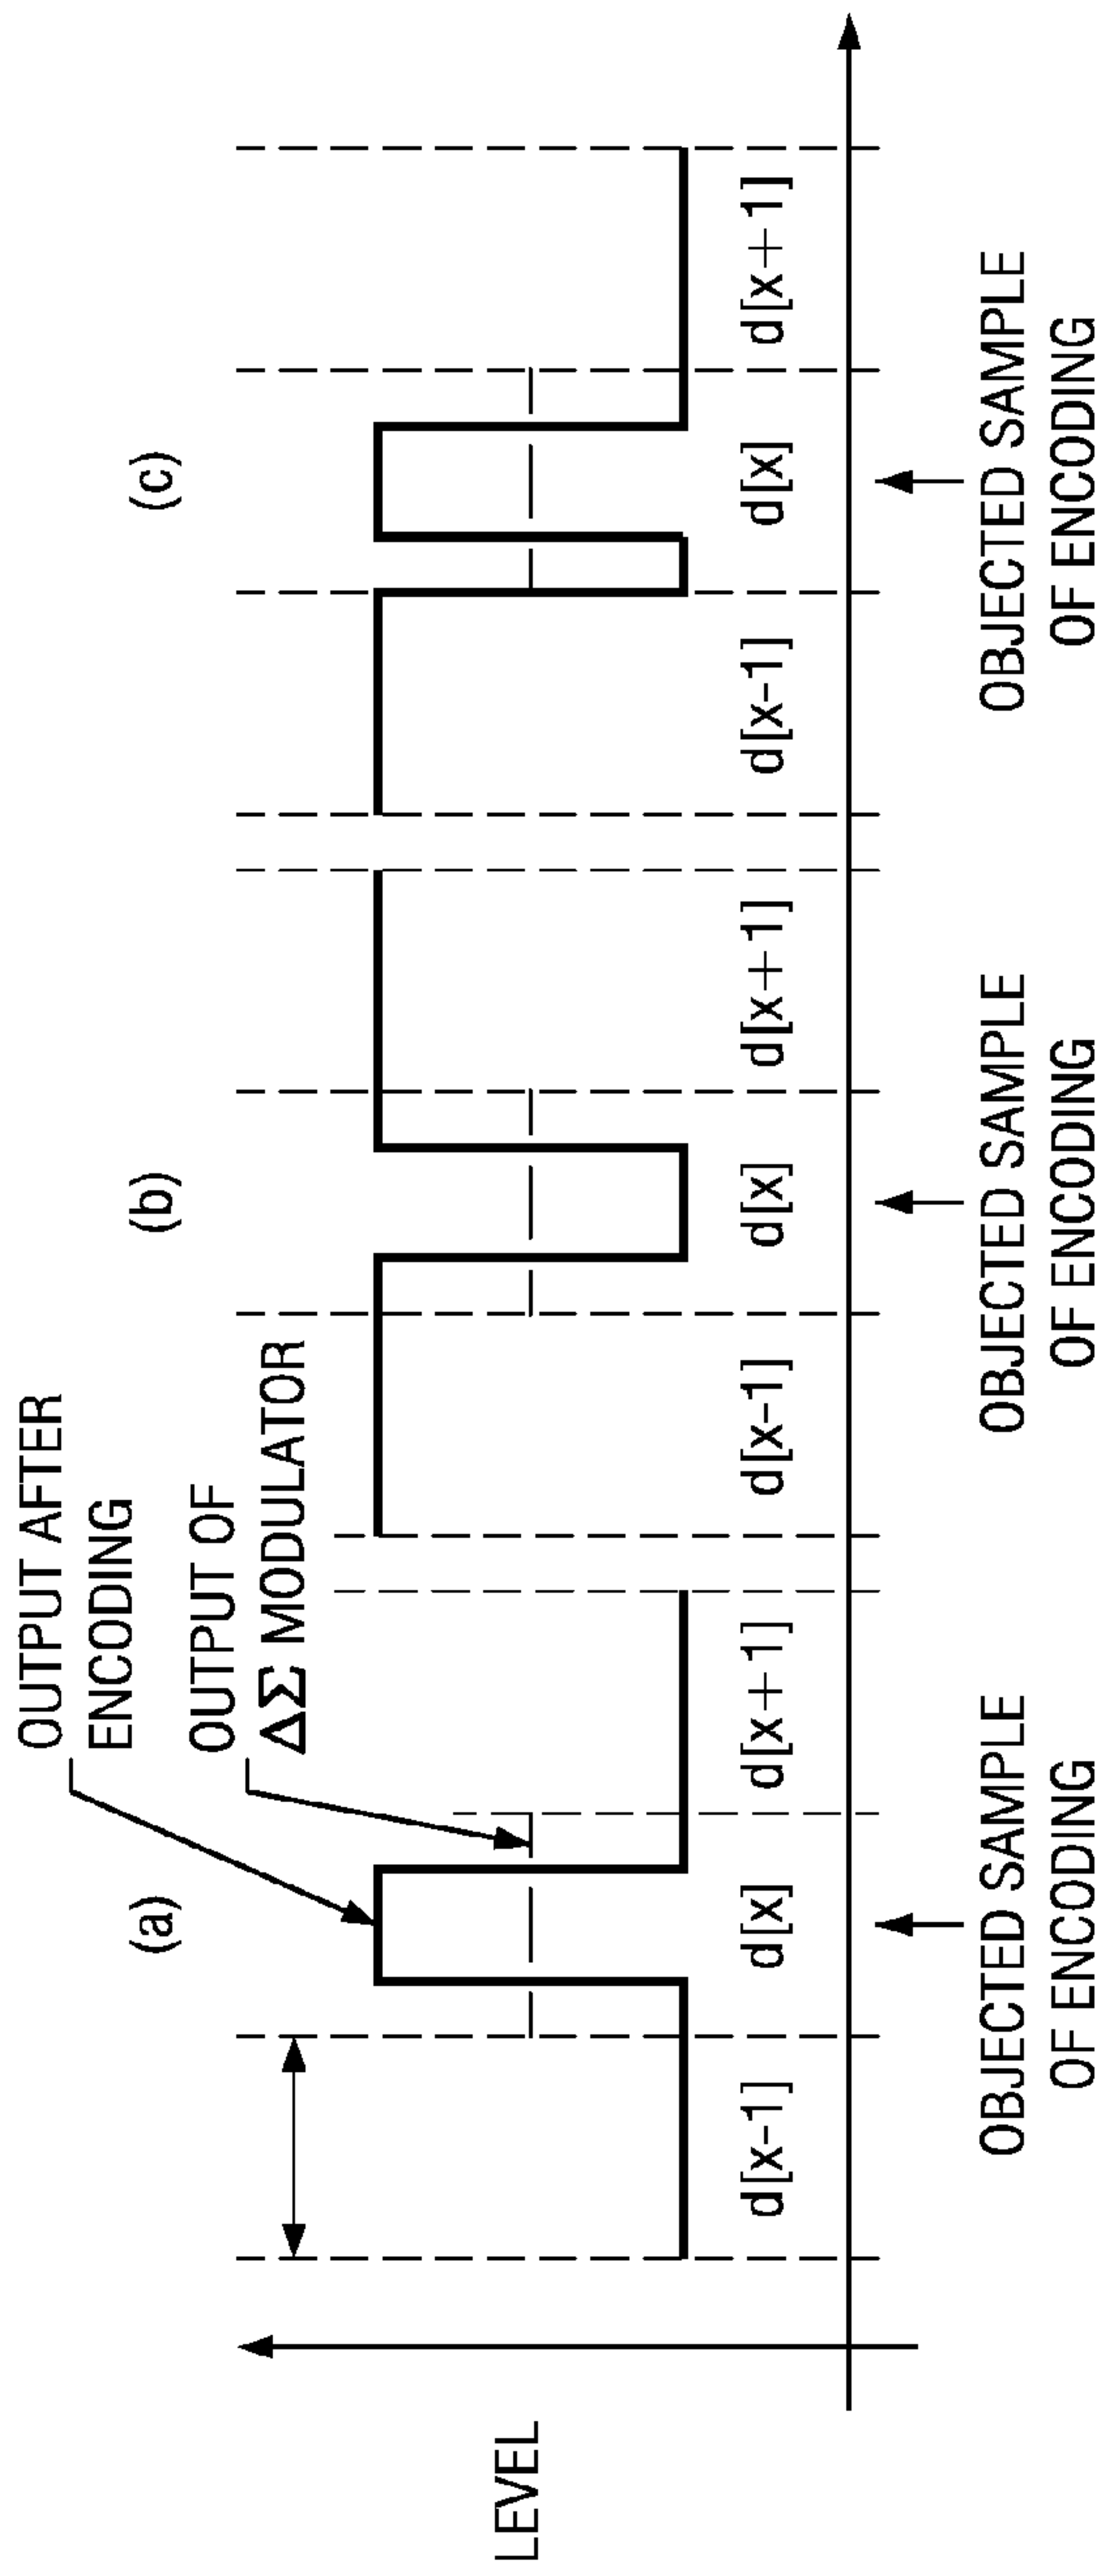 OUTPUT AFTER
ENCODING
OUTPUT OF
ΔΣ MODULATOR
(a)
(b)
(c)
LEVEL
d[x-1]
d[x]
d[x+1]
d[x-1]
d[x]
d[x+1]
d[x-1]
d[x]
d[x+1]
OBJECTED SAMPLE
OF ENCODING
OBJECTED SAMPLE
OF ENCODING
OBJECTED SAMPLE
OF ENCODING